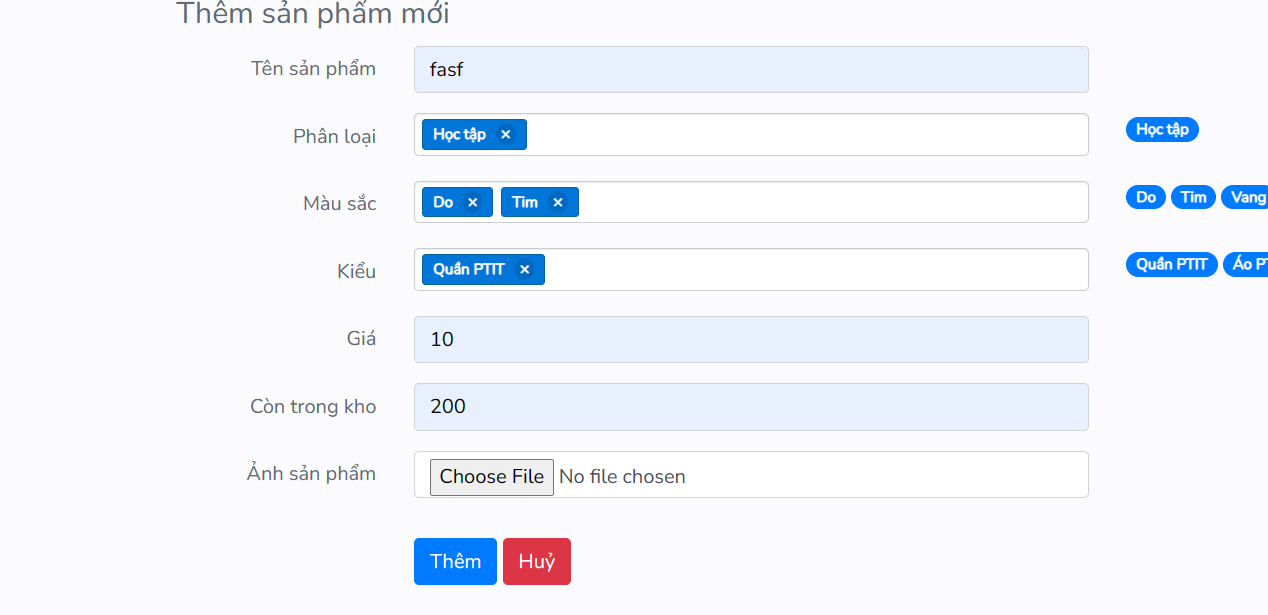 Thêm sản phẩm mới
Tên sản phẩm fasf
Phân loại Học tập × Học tập
Màu sắc Do × Tim × Do Tim Vang
Kiểu Quần PTIT × Quần PTIT Áo PT
Giá 10
Còn trong kho 200
Ảnh sản phẩm Choose File No file chosen
Thêm Huỷ